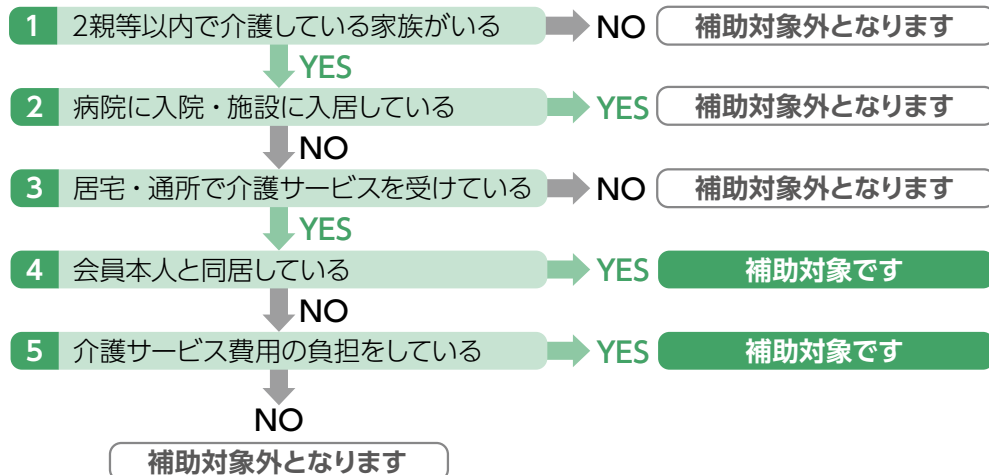 1 2親等以内で介護している家族がいる NO 補助対象外となります
YES
2 病院に入院・施設に入居している YES 補助対象外となります
NO
3 居宅・通所で介護サービスを受けている NO 補助対象外となります
YES
4 会員本人と同居している YES 補助対象です
NO
5 介護サービス費用の負担をしている YES 補助対象です
NO
補助対象外となります